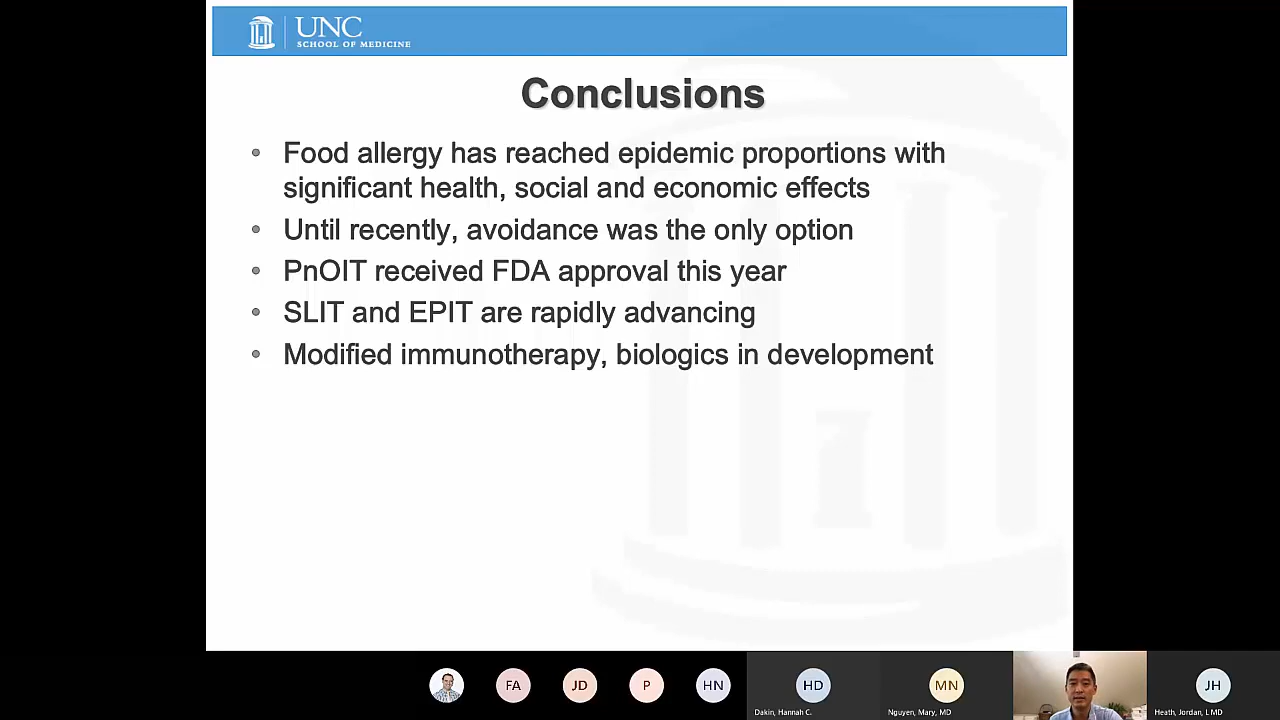 UNC
SCHOOL OF MEDICINE
Conclusions
• Food allergy has reached epidemic proportions with
significant health, social and economic effects
• Until recently, avoidance was the only option
• PnOIT received FDA approval this year
• SLIT and EPIT are rapidly advancing
• Modified immunotherapy, biologics in development
FA
JD
P
HN
HD
MN
JH
Dakin, Hannah C.
Nguyen, Mary, MD
Heath, Jordan, L MD